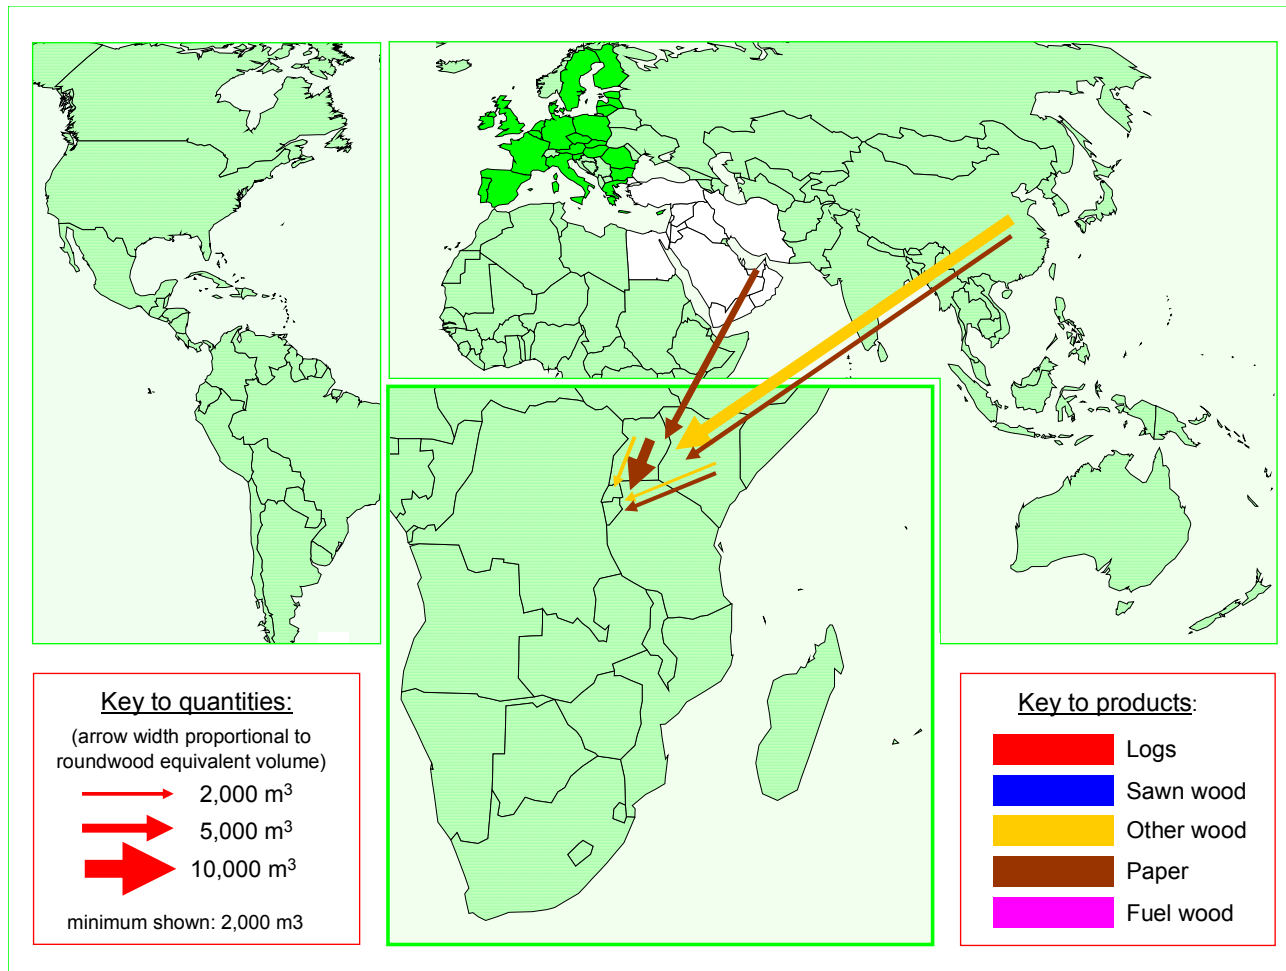 Key to quantities:
(arrow width proportional to
roundwood equivalent volume)
2,000 m³
5,000 m³
10,000 m³
minimum shown: 2,000 m3
Key to products:
Logs
Sawn wood
Other wood
Paper
Fuel wood